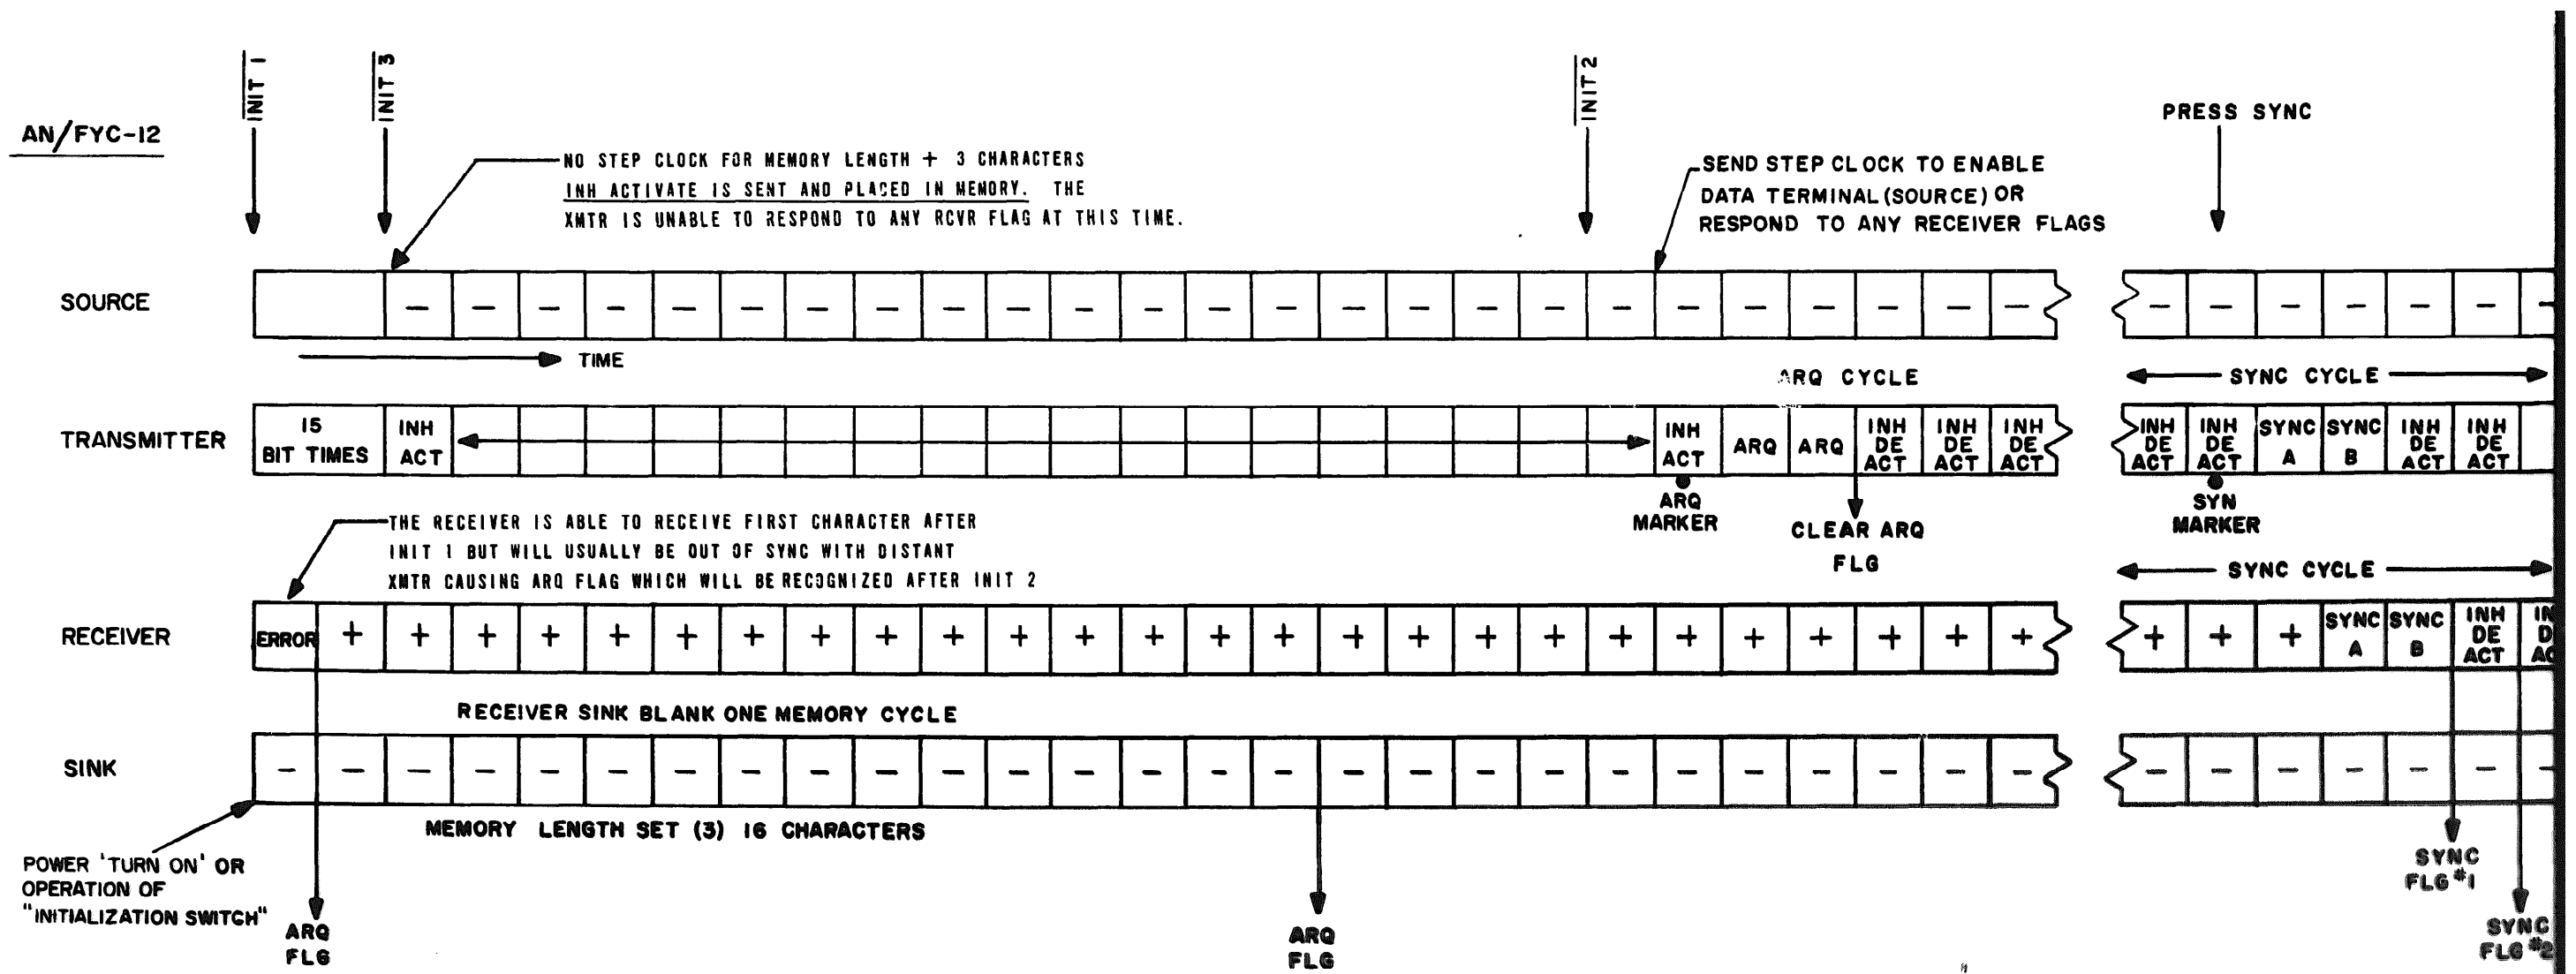 INIT 1
INIT 3
INIT 2
PRESS SYNC
AN/FYC-12
NO STEP CLOCK FOR MEMORY LENGTH + 3 CHARACTERS
INH ACTIVATE IS SENT AND PLACED IN MEMORY. THE
XMTR IS UNABLE TO RESPOND TO ANY RCVR FLAG AT THIS TIME.
SEND STEP CLOCK TO ENABLE
DATA TERMINAL (SOURCE) OR
RESPOND TO ANY RECEIVER FLAGS
SOURCE
— — — — — — — — — — — — — — — — — — — — — — — — — — — — — — — —
TIME
ARQ CYCLE
SYNC CYCLE
TRANSMITTER
15
BIT TIMES
INH
ACT
INH
ACT
ARQ
ARQ
INH
DE
ACT
INH
DE
ACT
INH
DE
ACT
INH
DE
ACT
INH
DE
ACT
SYNC
A
SYNC
B
INH
DE
ACT
INH
DE
ACT
ARQ
MARKER
CLEAR ARQ
FLG
SYN
MARKER
THE RECEIVER IS ABLE TO RECEIVE FIRST CHARACTER AFTER
INIT 1 BUT WILL USUALLY BE OUT OF SYNC WITH DISTANT
XMTR CAUSING ARQ FLAG WHICH WILL BE RECOGNIZED AFTER INIT 2
SYNC CYCLE
RECEIVER
ERROR + + + + + + + + + + + + + + + + + + + + + + + + + + + + +
SYNC
A
SYNC
B
INH
DE
ACT
RECEIVER SINK BLANK ONE MEMORY CYCLE
SINK
— — — — — — — — — — — — — — — — — — — — — — — — — — — — — — — — — —
MEMORY LENGTH SET (3) 16 CHARACTERS
POWER 'TURN ON' OR
OPERATION OF
"INITIALIZATION SWITCH"
ARQ
FLG
ARQ
FLG
SYNC
FLG #1
SYNC
FLG #2